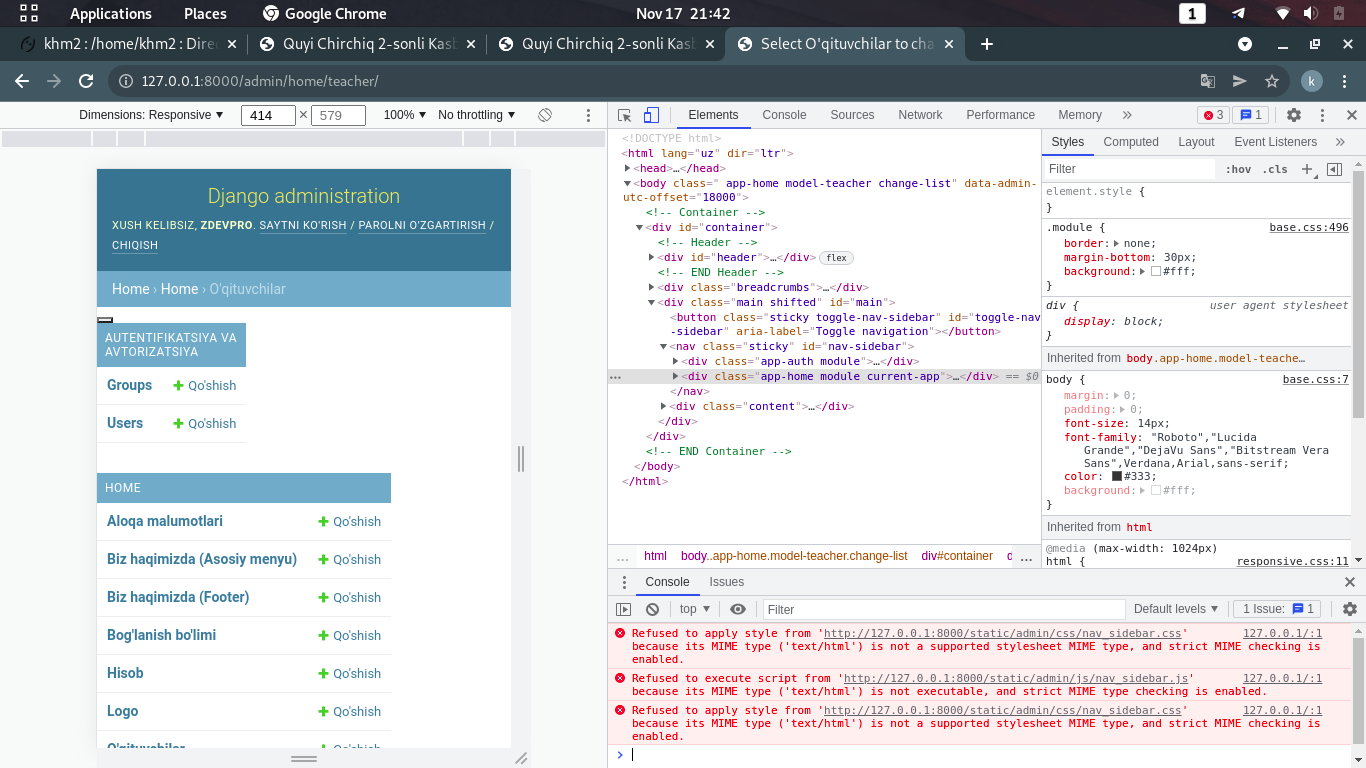 Applications Places Google Chrome Nov 17 21:42 1
khm2 : /home/khm2 : Dire Quyi Chirchiq 2-sonli Kasb Quyi Chirchiq 2-sonli Kasb Select O'qituvchilar to cha
127.0.0.1:8000/admin/home/teacher/ k
Dimensions: Responsive 414 × 579 100% No throttling
Elements Console Sources Network Performance Memory 3 1
Django administration
XUSH KELIBSIZ, ZDEVPRO. SAYTNI KO'RISH / PAROLNI O'ZGARTIRISH /
CHIQISH
Home › Home › O'qituvchilar
AUTENTIFIKATSIYA VA
AVTORIZATSIYA
Groups Qo'shish
Users Qo'shish
HOME
Aloqa malumotlari Qo'shish
Biz haqimizda (Asosiy menyu) Qo'shish
Biz haqimizda (Footer) Qo'shish
Bog'lanish bo'limi Qo'shish
Hisob Qo'shish
Logo Qo'shish
O'qituvchilar Qo'shish
<!DOCTYPE html>
<html lang="uz" dir="ltr">
<head>…</head>
<body class=" app-home model-teacher change-list" data-admin-
utc-offset="18000">
<!-- Container -->
<div id="container">
<!-- Header -->
<div id="header">…</div> flex
<!-- END Header -->
<div class="breadcrumbs">…</div>
<div class="main shifted" id="main">
<button class="sticky toggle-nav-sidebar" id="toggle-nav
-sidebar" aria-label="Toggle navigation"></button>
<nav class="sticky" id="nav-sidebar">
<div class="app-auth module">…</div>
<div class="app-home module current-app">…</div> == $0
</nav>
<div class="content">…</div>
</div>
</div>
<!-- END Container -->
</body>
</html>
… html body..app-home.model-teacher.change-list div#container …
Styles Computed Layout Event Listeners
Filter :hov .cls
element.style {
}
.module { base.css:496
border: none;
margin-bottom: 30px;
background: #fff;
}
div { user agent stylesheet
display: block;
}
Inherited from body.app-home.model-teache…
body { base.css:7
margin: 0;
padding: 0;
font-size: 14px;
font-family: "Roboto","Lucida
Grande","DejaVu Sans","Bitstream Vera
Sans",Verdana,Arial,sans-serif;
color: #333;
background: #fff;
}
Inherited from html
@media (max-width: 1024px)
html { responsive.css:11
Console Issues
top Filter Default levels 1 Issue: 1
Refused to apply style from 'http://127.0.0.1:8000/static/admin/css/nav_sidebar.css' 127.0.0.1/:1
because its MIME type ('text/html') is not a supported stylesheet MIME type, and strict MIME checking is
enabled.
Refused to execute script from 'http://127.0.0.1:8000/static/admin/js/nav_sidebar.js' 127.0.0.1/:1
because its MIME type ('text/html') is not executable, and strict MIME type checking is enabled.
Refused to apply style from 'http://127.0.0.1:8000/static/admin/css/nav_sidebar.css' 127.0.0.1/:1
because its MIME type ('text/html') is not a supported stylesheet MIME type, and strict MIME checking is
enabled.